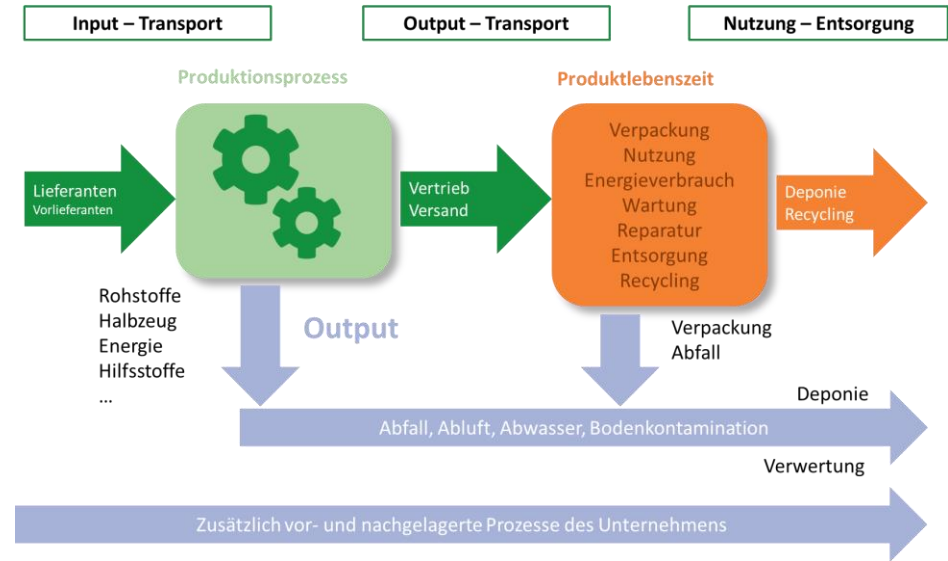 Input – Transport
Output – Transport
Nutzung – Entsorgung
Produktionsprozess
Produktlebenszeit
Lieferanten
Vorlieferanten
Vertrieb
Versand
Verpackung
Nutzung
Energieverbrauch
Wartung
Reparatur
Entsorgung
Recycling
Deponie
Recycling
Rohstoffe
Halbzeug
Energie
Hilfsstoffe
...
Output
Verpackung
Abfall
Deponie
Abfall, Abluft, Abwasser, Bodenkontamination
Verwertung
Zusätzlich vor- und nachgelagerte Prozesse des Unternehmens